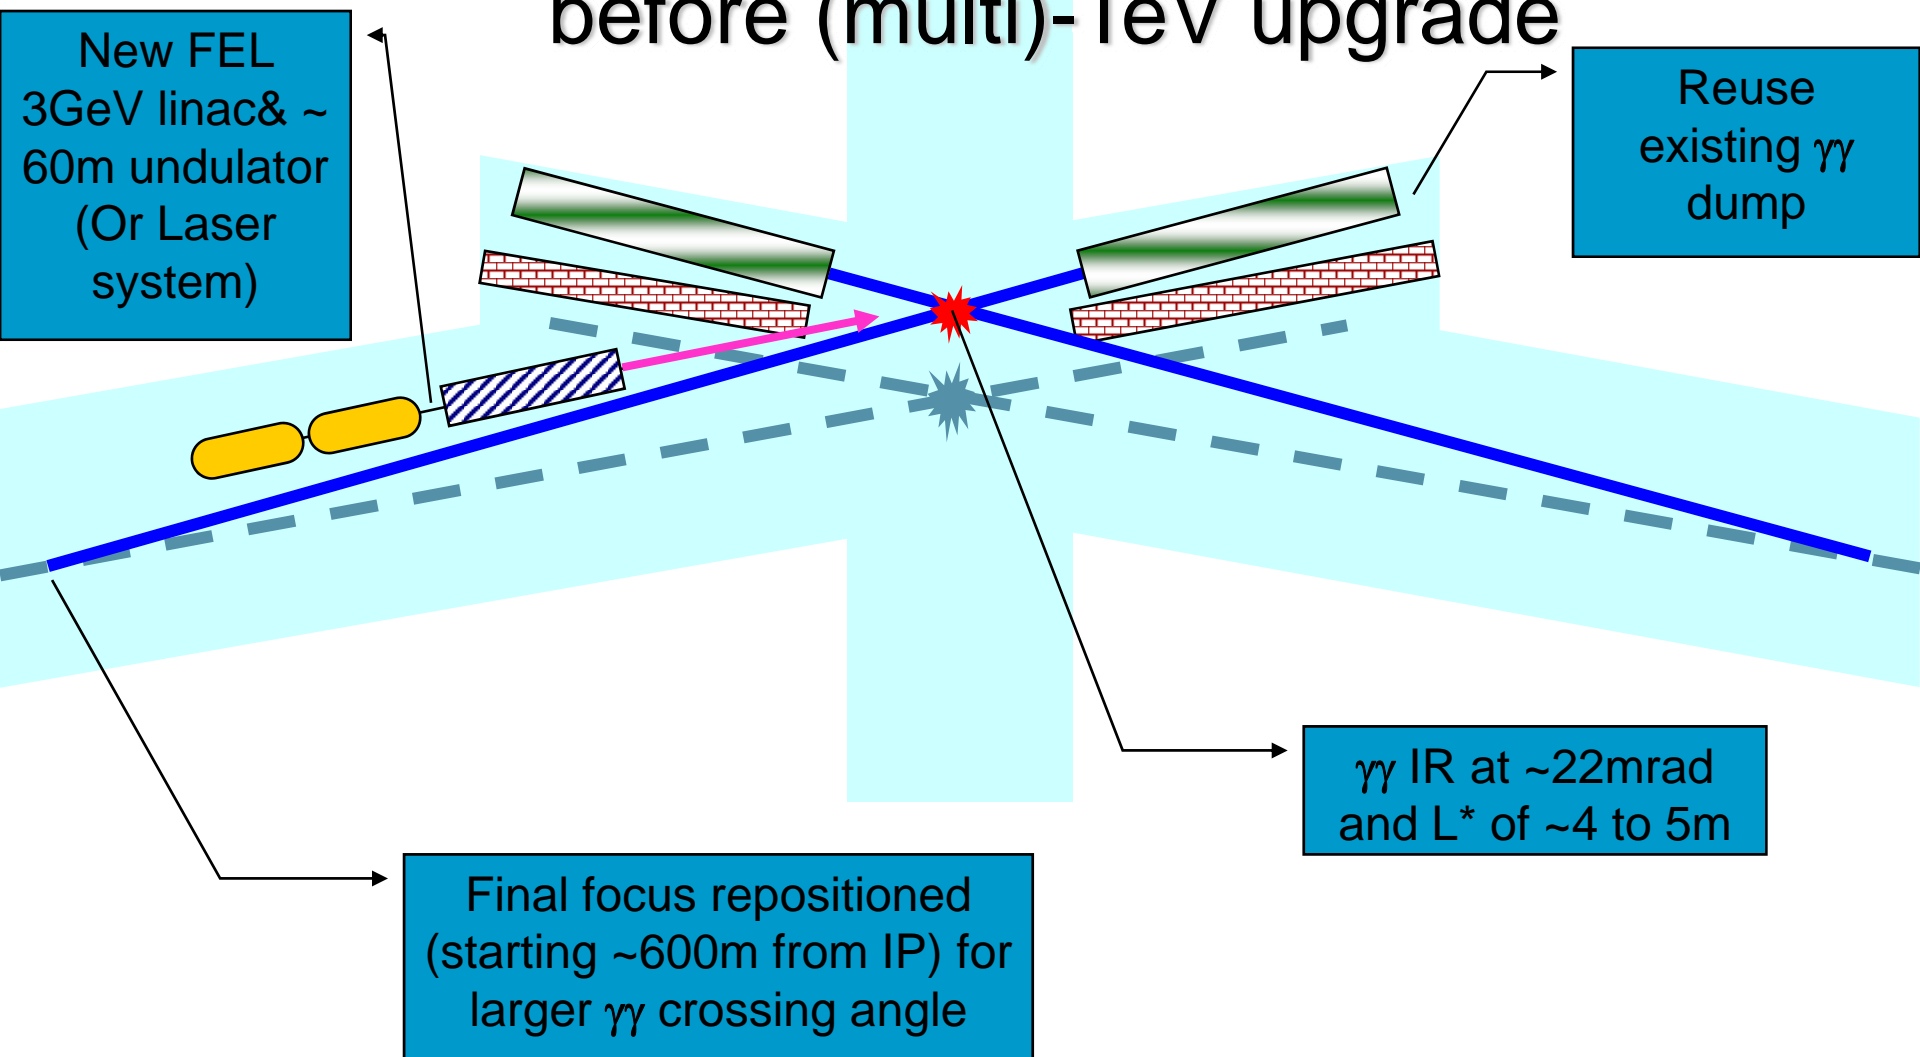 before (multi)-TeV upgrade
New FEL
3GeV linac& ~
60m undulator
(Or Laser
system)
Reuse
existing γγ
dump
γγ IR at ~22mrad
and L* of ~4 to 5m
Final focus repositioned
(starting ~600m from IP) for
larger γγ crossing angle